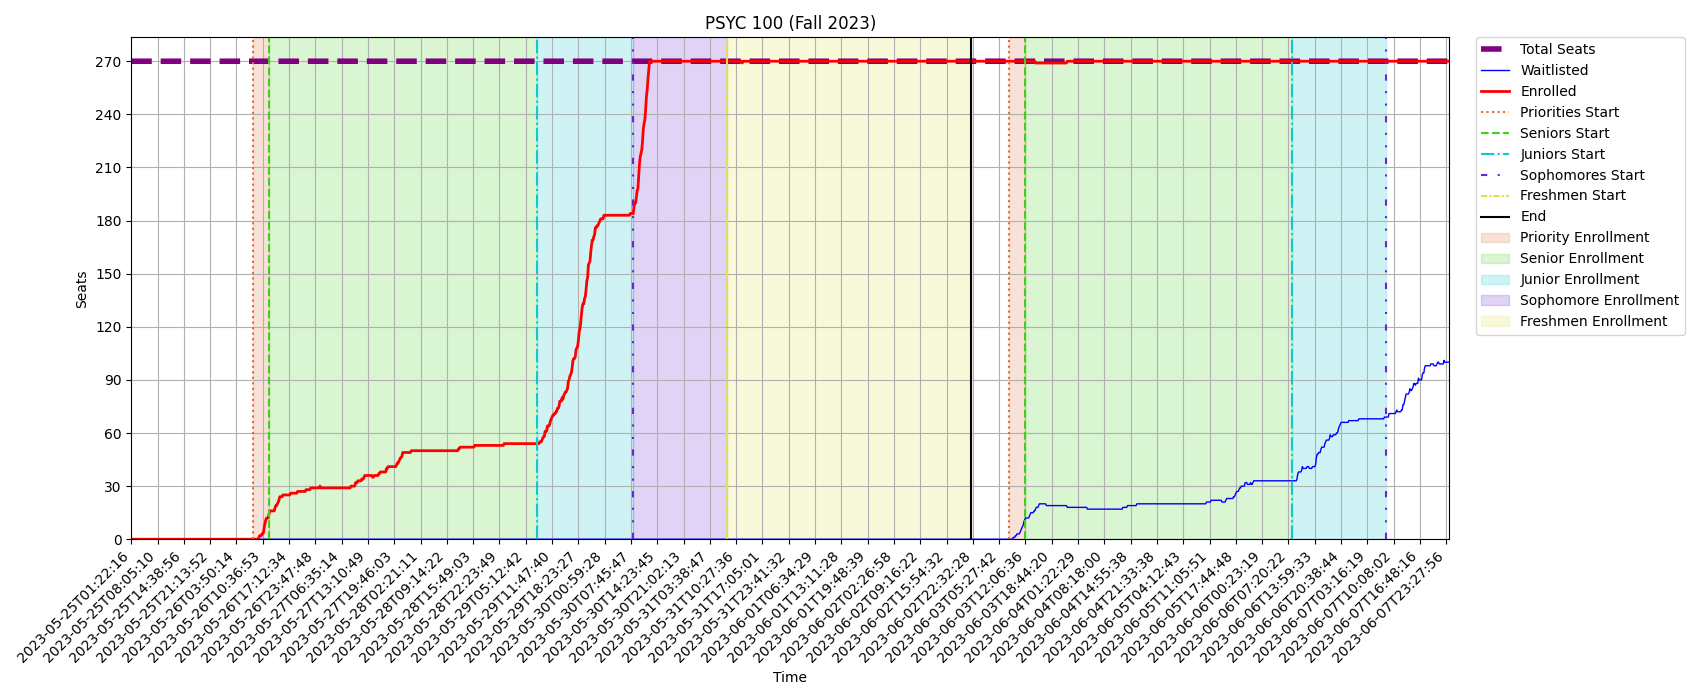 PSYC 100 (Fall 2023)
Seats
270
240
210
180
150
120
90
60
30
0
2023-05-25T01:22:16
2023-05-25T08:05:10
2023-05-25T14:38:56
2023-05-25T21:13:52
2023-05-26T03:50:14
2023-05-26T10:36:53
2023-05-26T17:12:34
2023-05-26T23:47:48
2023-05-27T06:35:14
2023-05-27T13:10:49
2023-05-27T19:46:03
2023-05-28T02:21:11
2023-05-28T09:14:22
2023-05-28T15:49:03
2023-05-28T22:23:49
2023-05-29T05:12:42
2023-05-29T11:47:40
2023-05-29T18:23:27
2023-05-30T00:59:28
2023-05-30T07:45:47
2023-05-30T14:23:45
2023-05-30T21:02:13
2023-05-31T03:38:47
2023-05-31T10:27:36
2023-05-31T17:05:01
2023-05-31T23:41:32
2023-06-01T06:34:29
2023-06-01T13:11:28
2023-06-01T19:48:39
2023-06-02T02:26:58
2023-06-02T09:16:22
2023-06-02T15:54:32
2023-06-02T22:32:28
2023-06-03T05:27:42
2023-06-03T12:06:36
2023-06-03T18:44:20
2023-06-04T01:22:29
2023-06-04T08:18:00
2023-06-04T14:55:38
2023-06-04T21:33:38
2023-06-05T04:12:43
2023-06-05T11:05:51
2023-06-05T17:44:48
2023-06-06T00:23:19
2023-06-06T07:20:22
2023-06-06T13:59:33
2023-06-06T20:38:44
2023-06-07T03:16:19
2023-06-07T10:08:02
2023-06-07T16:48:16
2023-06-07T23:27:56
Time
Total Seats
Waitlisted
Enrolled
Priorities Start
Seniors Start
Juniors Start
Sophomores Start
Freshmen Start
End
Priority Enrollment
Senior Enrollment
Junior Enrollment
Sophomore Enrollment
Freshmen Enrollment